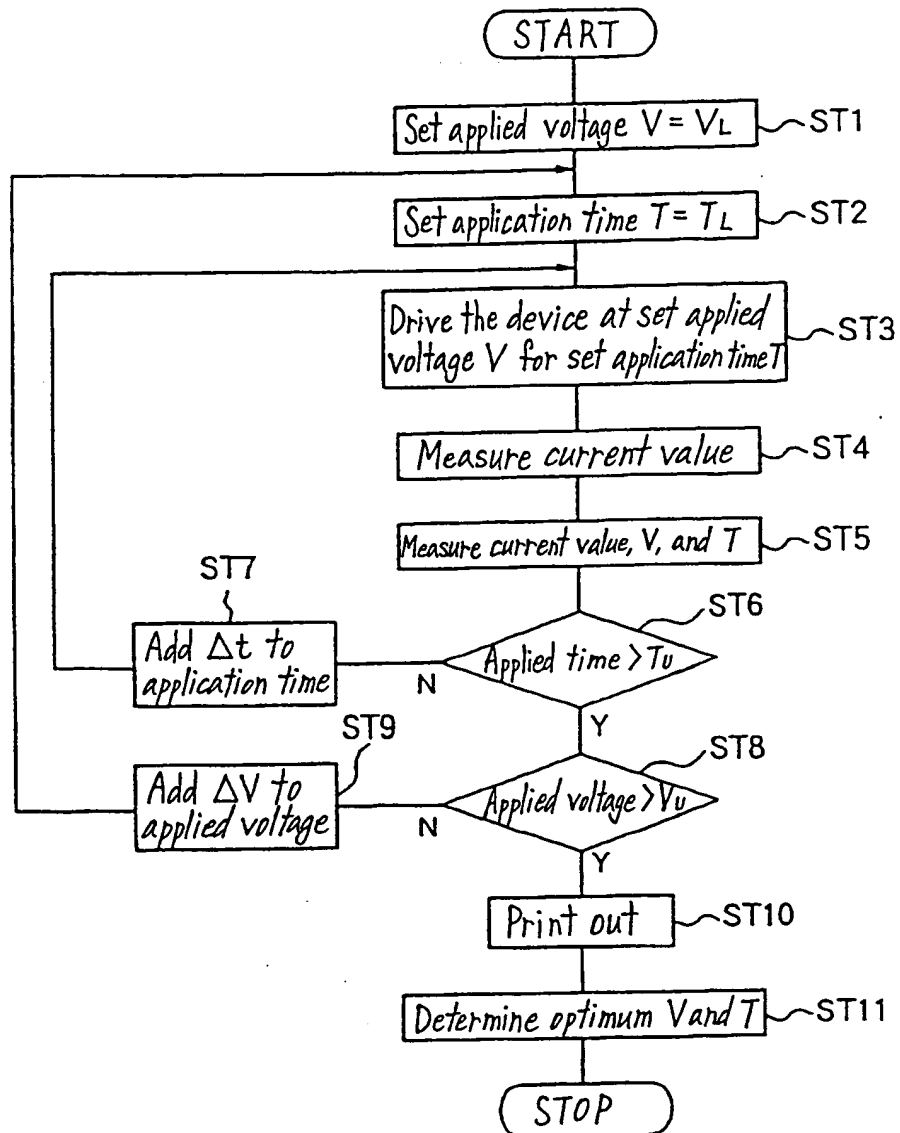 START
Set applied voltage V = VL
ST1
Set application time T = TL
ST2
Drive the device at set applied
voltage V for set application time T
ST3
Measure current value
ST4
Measure current value, V, and T
ST5
ST6
Applied time > Tu
N
Y
ST7
Add Δt to
application time
ST8
Applied voltage > Vu
N
Y
ST9
Add ΔV to
applied voltage
Print out
ST10
Determine optimum V and T
ST11
STOP